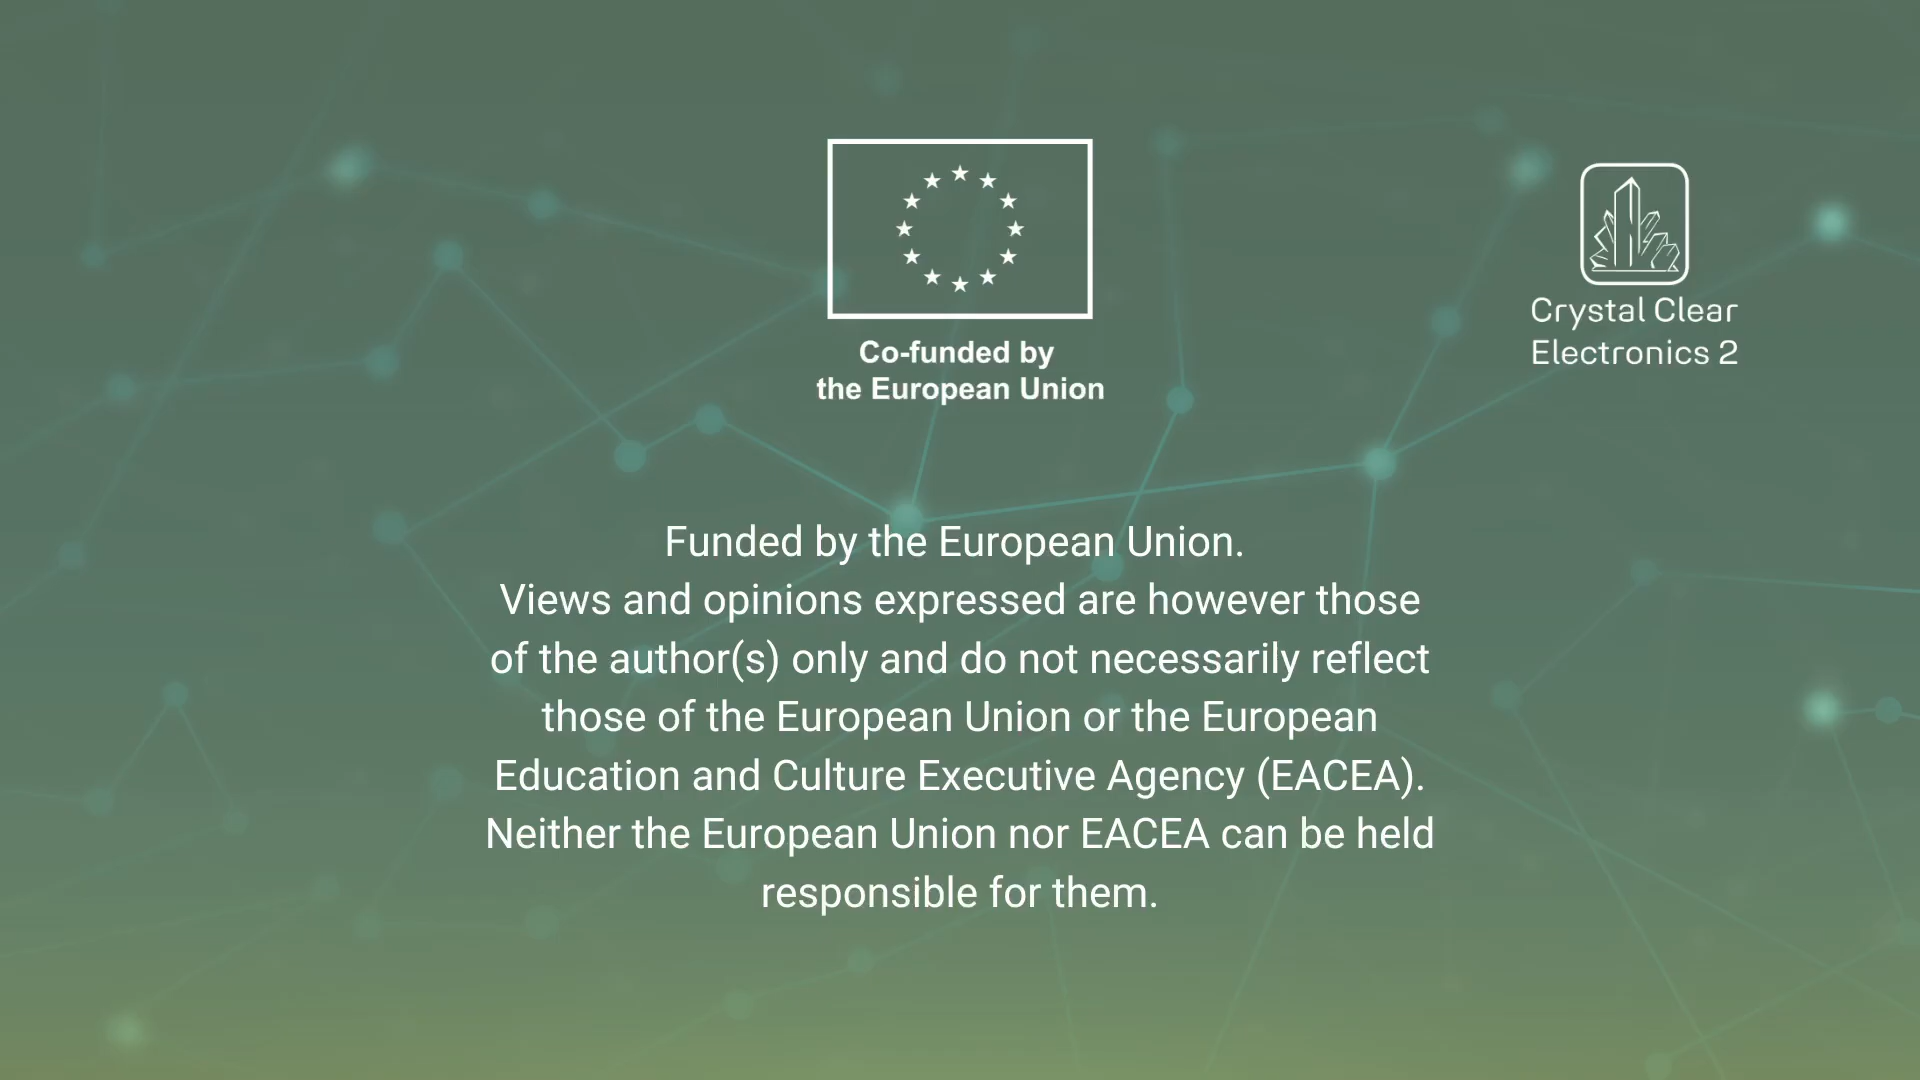 Co-funded by
the European Union
Crystal Clear
Electronics 2
Funded by the European Union.
Views and opinions expressed are however those
of the author(s) only and do not necessarily reflect
those of the European Union or the European
Education and Culture Executive Agency (EACEA).
Neither the European Union nor EACEA can be held
responsible for them.